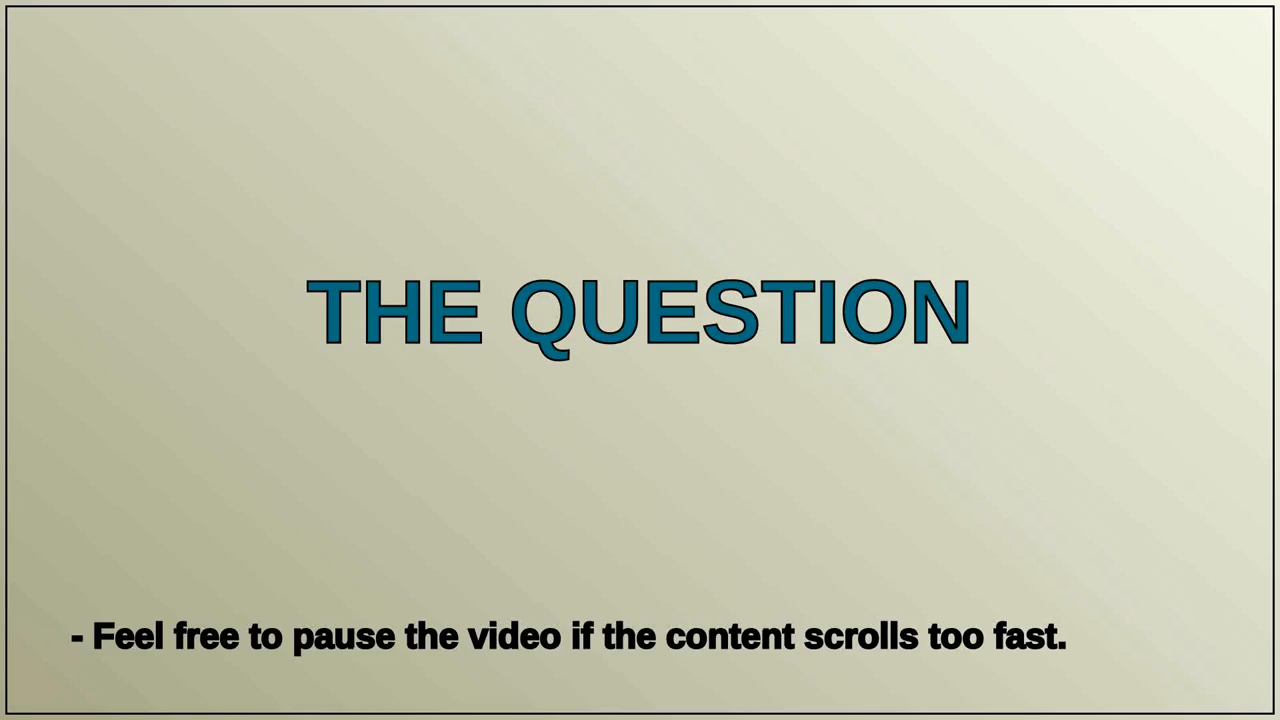 THE QUESTION
- Feel free to pause the video if the content scrolls too fast.